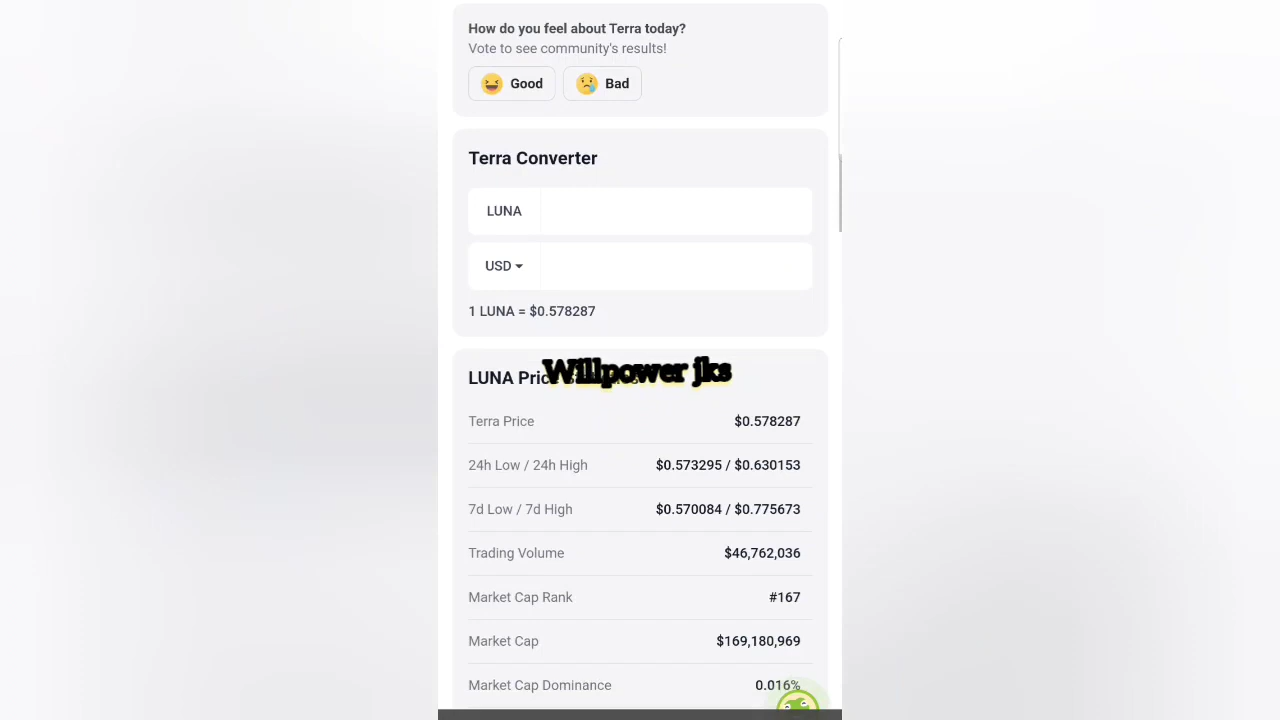 How do you feel about Terra today?
Vote to see community's results!
Good Bad
Terra Converter
LUNA
USD
1 LUNA = $0.578287
Willpower jks
LUNA Price
Terra Price $0.578287
24h Low / 24h High $0.573295 / $0.630153
7d Low / 7d High $0.570084 / $0.775673
Trading Volume $46,762,036
Market Cap Rank #167
Market Cap $169,180,969
Market Cap Dominance 0.016%